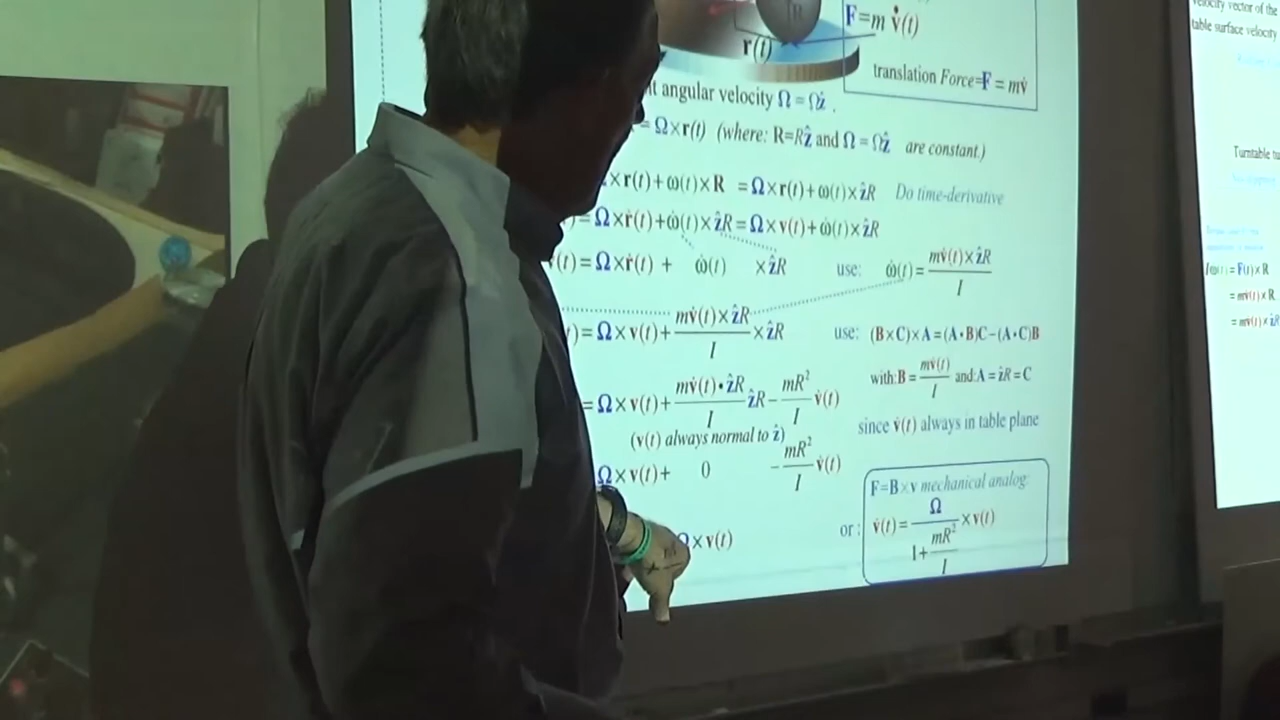 F=m v̇(t)
r(t)
translation Force=F = mv̇
angular velocity Ω = Ωẑ .
= Ω×r(t) (where: R=Rẑ and Ω = Ωẑ are constant.)
×r(t)+ω(t)×R = Ω×r(t)+ω(t)×ẑR Do time-derivative
= Ω×ṙ(t)+ω̇(t)×ẑR = Ω×v(t)+ω̇(t)×ẑR
(t) = Ω×ṙ(t) + ω̇(t) ×ẑR use: ω̇(t) = mv̇(t)×ẑR / I
) = Ω×v(t)+ mv̇(t)×ẑR / I ×ẑR use: (B×C)×A=(A•B)C−(A•C)B
with: B = mv̇(t) / I and: A = ẑR = C
= Ω×v(t)+ mv̇(t)•ẑR / I ẑR − mR² / I v̇(t)
(v(t) always normal to ẑ) since v̇(t) always in table plane
Ω×v(t)+ 0 − mR² / I v̇(t)
F=B×v mechanical analog:
×v(t) or: v̇(t) = Ω / 1+ mR² / I ×v(t)
velocity vector of the
table surface velocity
Turntable
= F(t)×R
= mv̇(t)×R
= mv̇(t)×ẑR